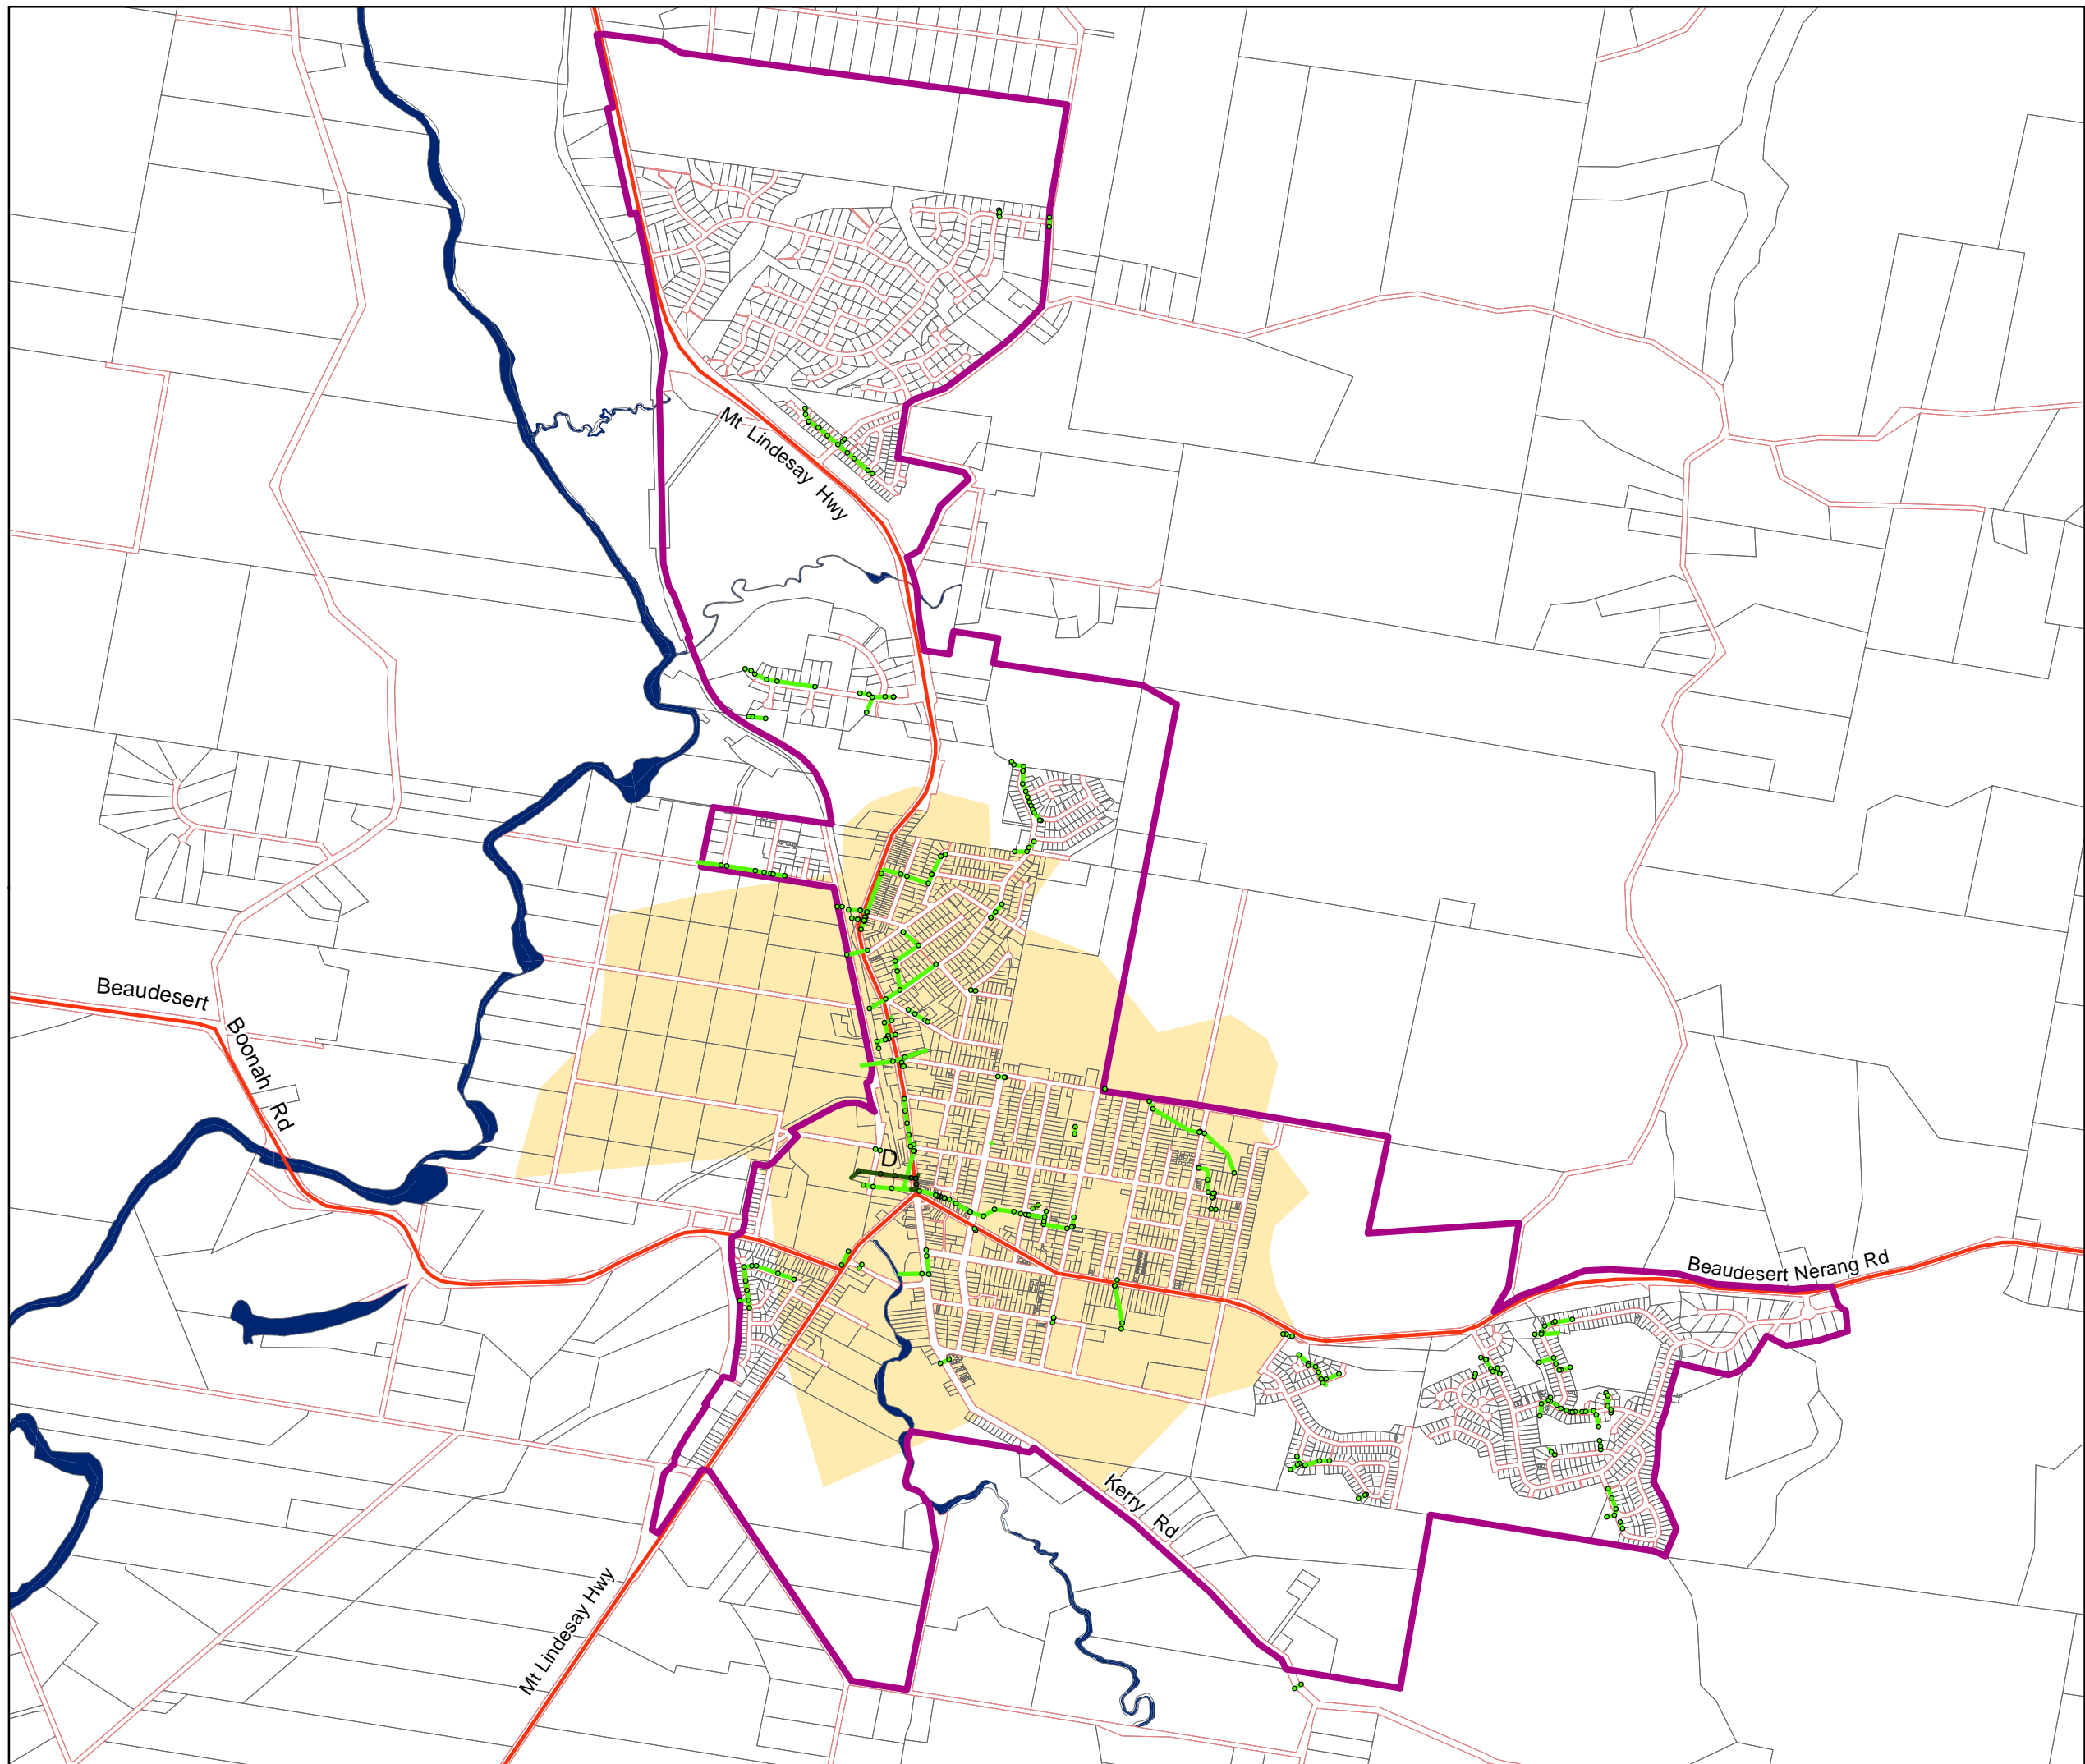 Mt Lindesay Hwy
Beaudesert
Boonah
Rd
D
Beaudesert Nerang Rd
Kerry
Rd
Mt Lindesay Hwy